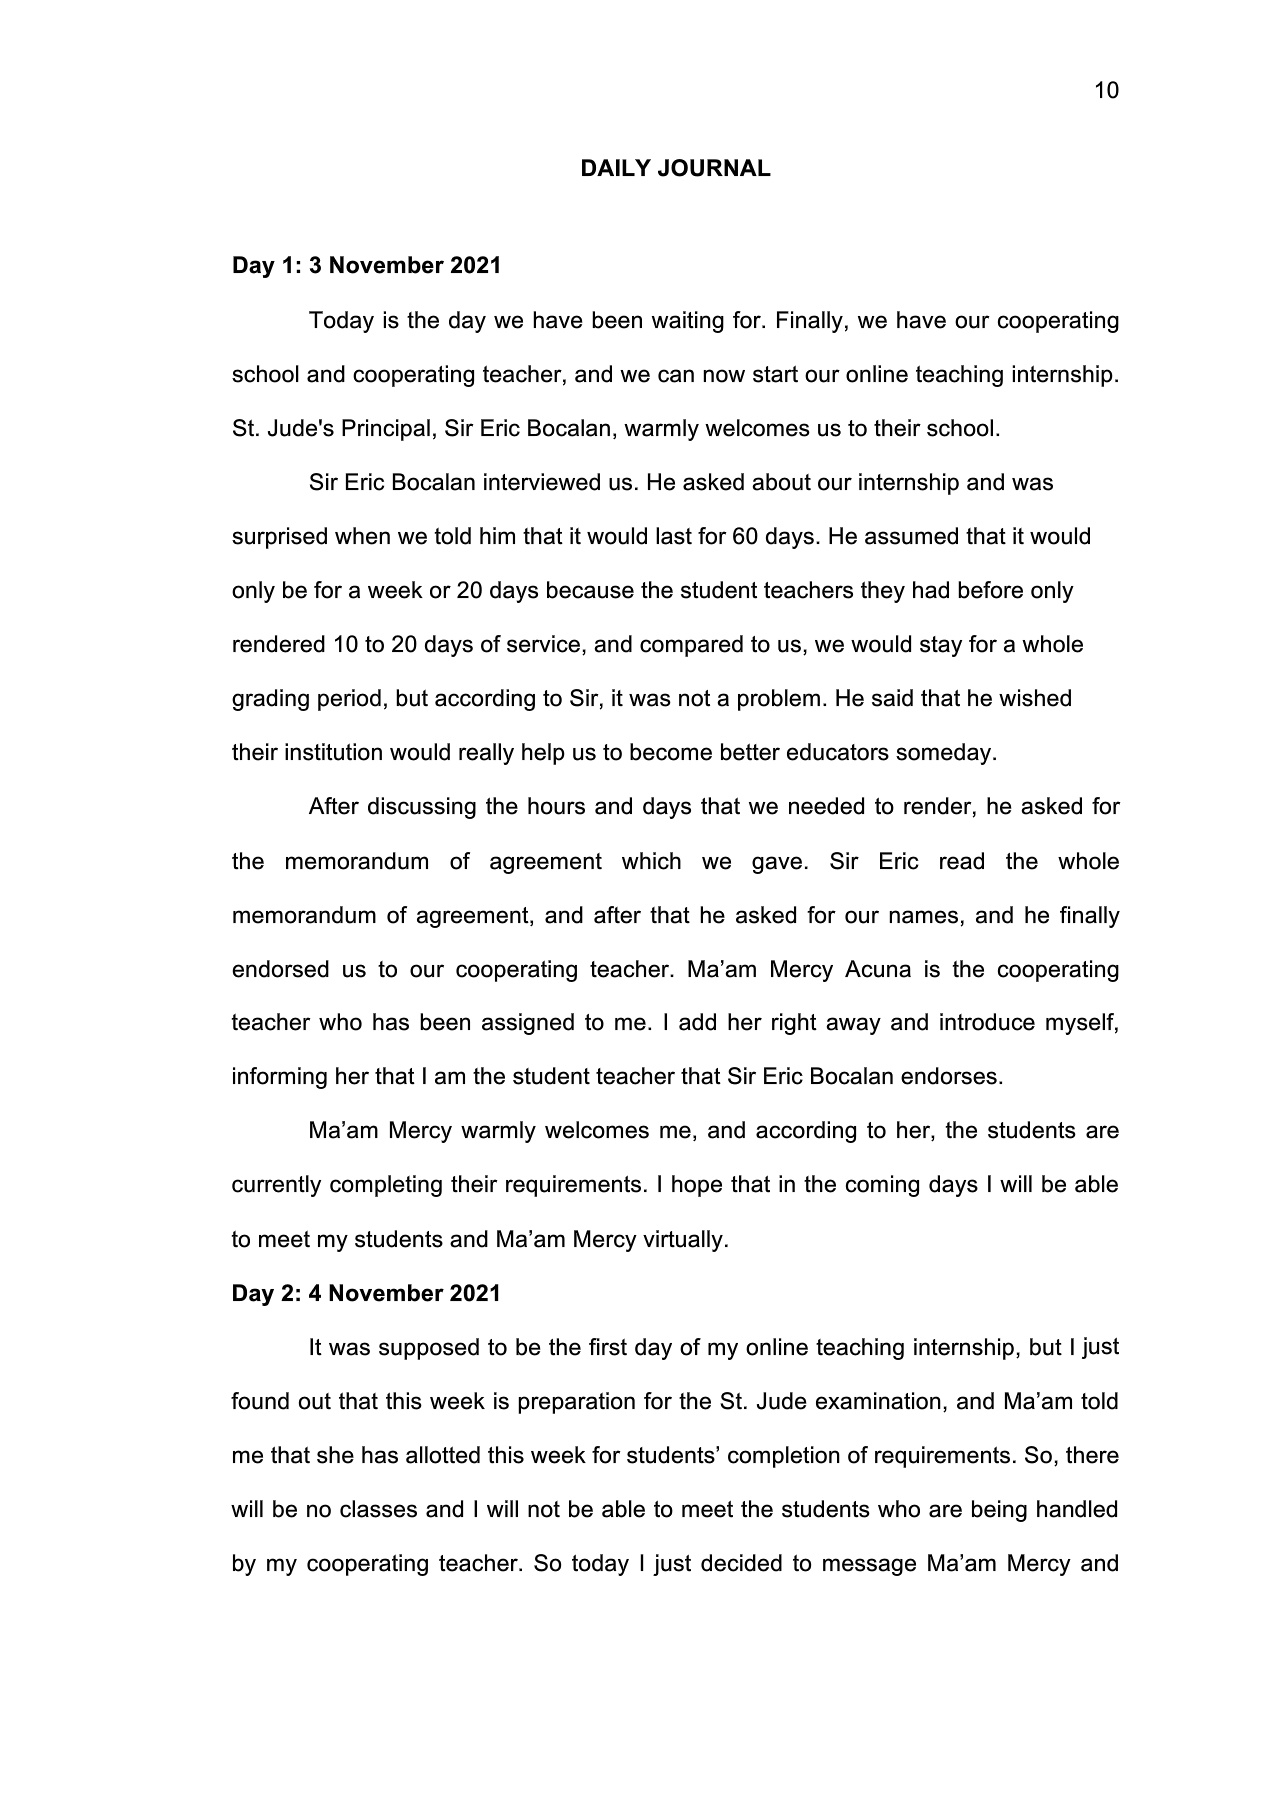 10
DAILY JOURNAL
Day 1: 3 November 2021
Today is the day we have been waiting for. Finally, we have our cooperating
school and cooperating teacher, and we can now start our online teaching internship.
St. Jude's Principal, Sir Eric Bocalan, warmly welcomes us to their school.
Sir Eric Bocalan interviewed us. He asked about our internship and was
surprised when we told him that it would last for 60 days. He assumed that it would
only be for a week or 20 days because the student teachers they had before only
rendered 10 to 20 days of service, and compared to us, we would stay for a whole
grading period, but according to Sir, it was not a problem. He said that he wished
their institution would really help us to become better educators someday.
After discussing the hours and days that we needed to render, he asked for
the memorandum of agreement which we gave. Sir Eric read the whole
memorandum of agreement, and after that he asked for our names, and he finally
endorsed us to our cooperating teacher. Ma’am Mercy Acuna is the cooperating
teacher who has been assigned to me. I add her right away and introduce myself,
informing her that I am the student teacher that Sir Eric Bocalan endorses.
Ma’am Mercy warmly welcomes me, and according to her, the students are
currently completing their requirements. I hope that in the coming days I will be able
to meet my students and Ma’am Mercy virtually.
Day 2: 4 November 2021
It was supposed to be the first day of my online teaching internship, but I just
found out that this week is preparation for the St. Jude examination, and Ma’am told
me that she has allotted this week for students’ completion of requirements. So, there
will be no classes and I will not be able to meet the students who are being handled
by my cooperating teacher. So today I just decided to message Ma’am Mercy and